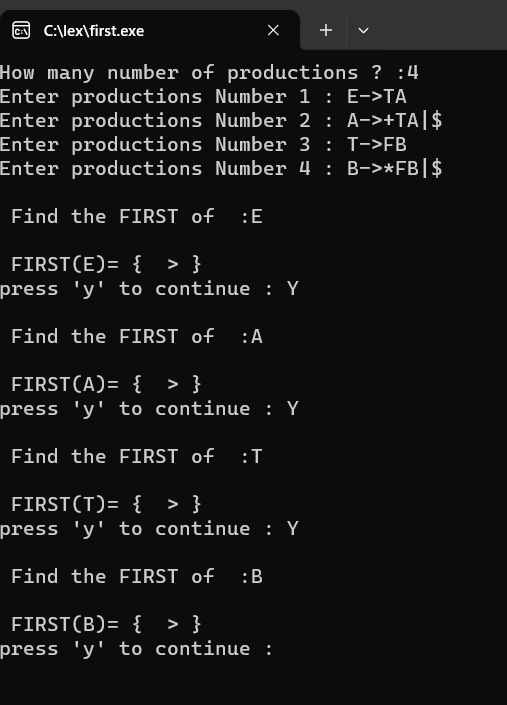 C:\lex\first.exe
How many number of productions ? :4
Enter productions Number 1 : E->TA
Enter productions Number 2 : A->+TA|$
Enter productions Number 3 : T->FB
Enter productions Number 4 : B->*FB|$
Find the FIRST of  :E
FIRST(E)= {  > }
press 'y' to continue : Y
Find the FIRST of  :A
FIRST(A)= {  > }
press 'y' to continue : Y
Find the FIRST of  :T
FIRST(T)= {  > }
press 'y' to continue : Y
Find the FIRST of  :B
FIRST(B)= {  > }
press 'y' to continue :